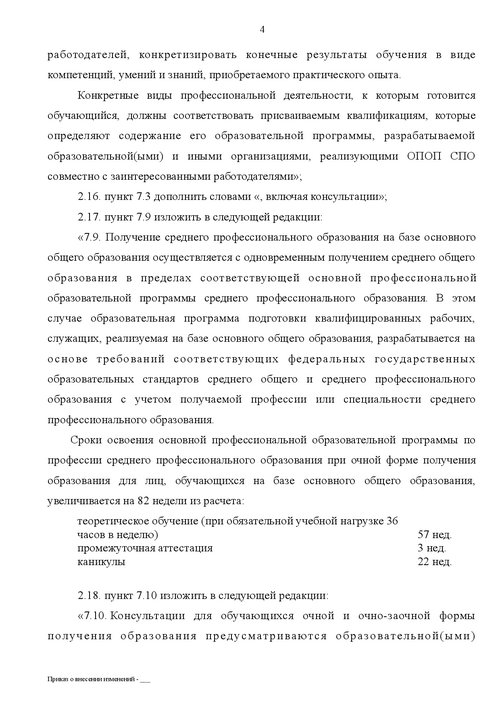 4
работодателей, конкретизировать конечные результаты обучения в виде
компетенций, умений и знаний, приобретаемого практического опыта.
Конкретные виды профессиональной деятельности, к которым готовится
обучающийся, должны соответствовать присваиваемым квалификациям, которые
определяют содержание его образовательной программы, разрабатываемой
образовательной(ыми) и иными организациями, реализующими ОПОП СПО
совместно с заинтересованными работодателями»;
2.16. пункт 7.3 дополнить словами «, включая консультации»;
2.17. пункт 7.9 изложить в следующей редакции:
«7.9. Получение среднего профессионального образования на базе основного
общего образования осуществляется с одновременным получением среднего общего
образования в пределах соответствующей основной профессиональной
образовательной программы среднего профессионального образования. В этом
случае образовательная программа подготовки квалифицированных рабочих,
служащих, реализуемая на базе основного общего образования, разрабатывается на
основе требований соответствующих федеральных государственных
образовательных стандартов среднего общего и среднего профессионального
образования с учетом получаемой профессии или специальности среднего
профессионального образования.
Сроки освоения основной профессиональной образовательной программы по
профессии среднего профессионального образования при очной форме получения
образования для лиц, обучающихся на базе основного общего образования,
увеличивается на 82 недели из расчета:
теоретическое обучение (при обязательной учебной нагрузке 36
часов в неделю) 57 нед.
промежуточная аттестация 3 нед.
каникулы 22 нед.
2.18. пункт 7.10 изложить в следующей редакции:
«7.10. Консультации для обучающихся очной и очно-заочной формы
получения образования предусматриваются образовательной(ыми)
Приказ о внесении изменений - ___